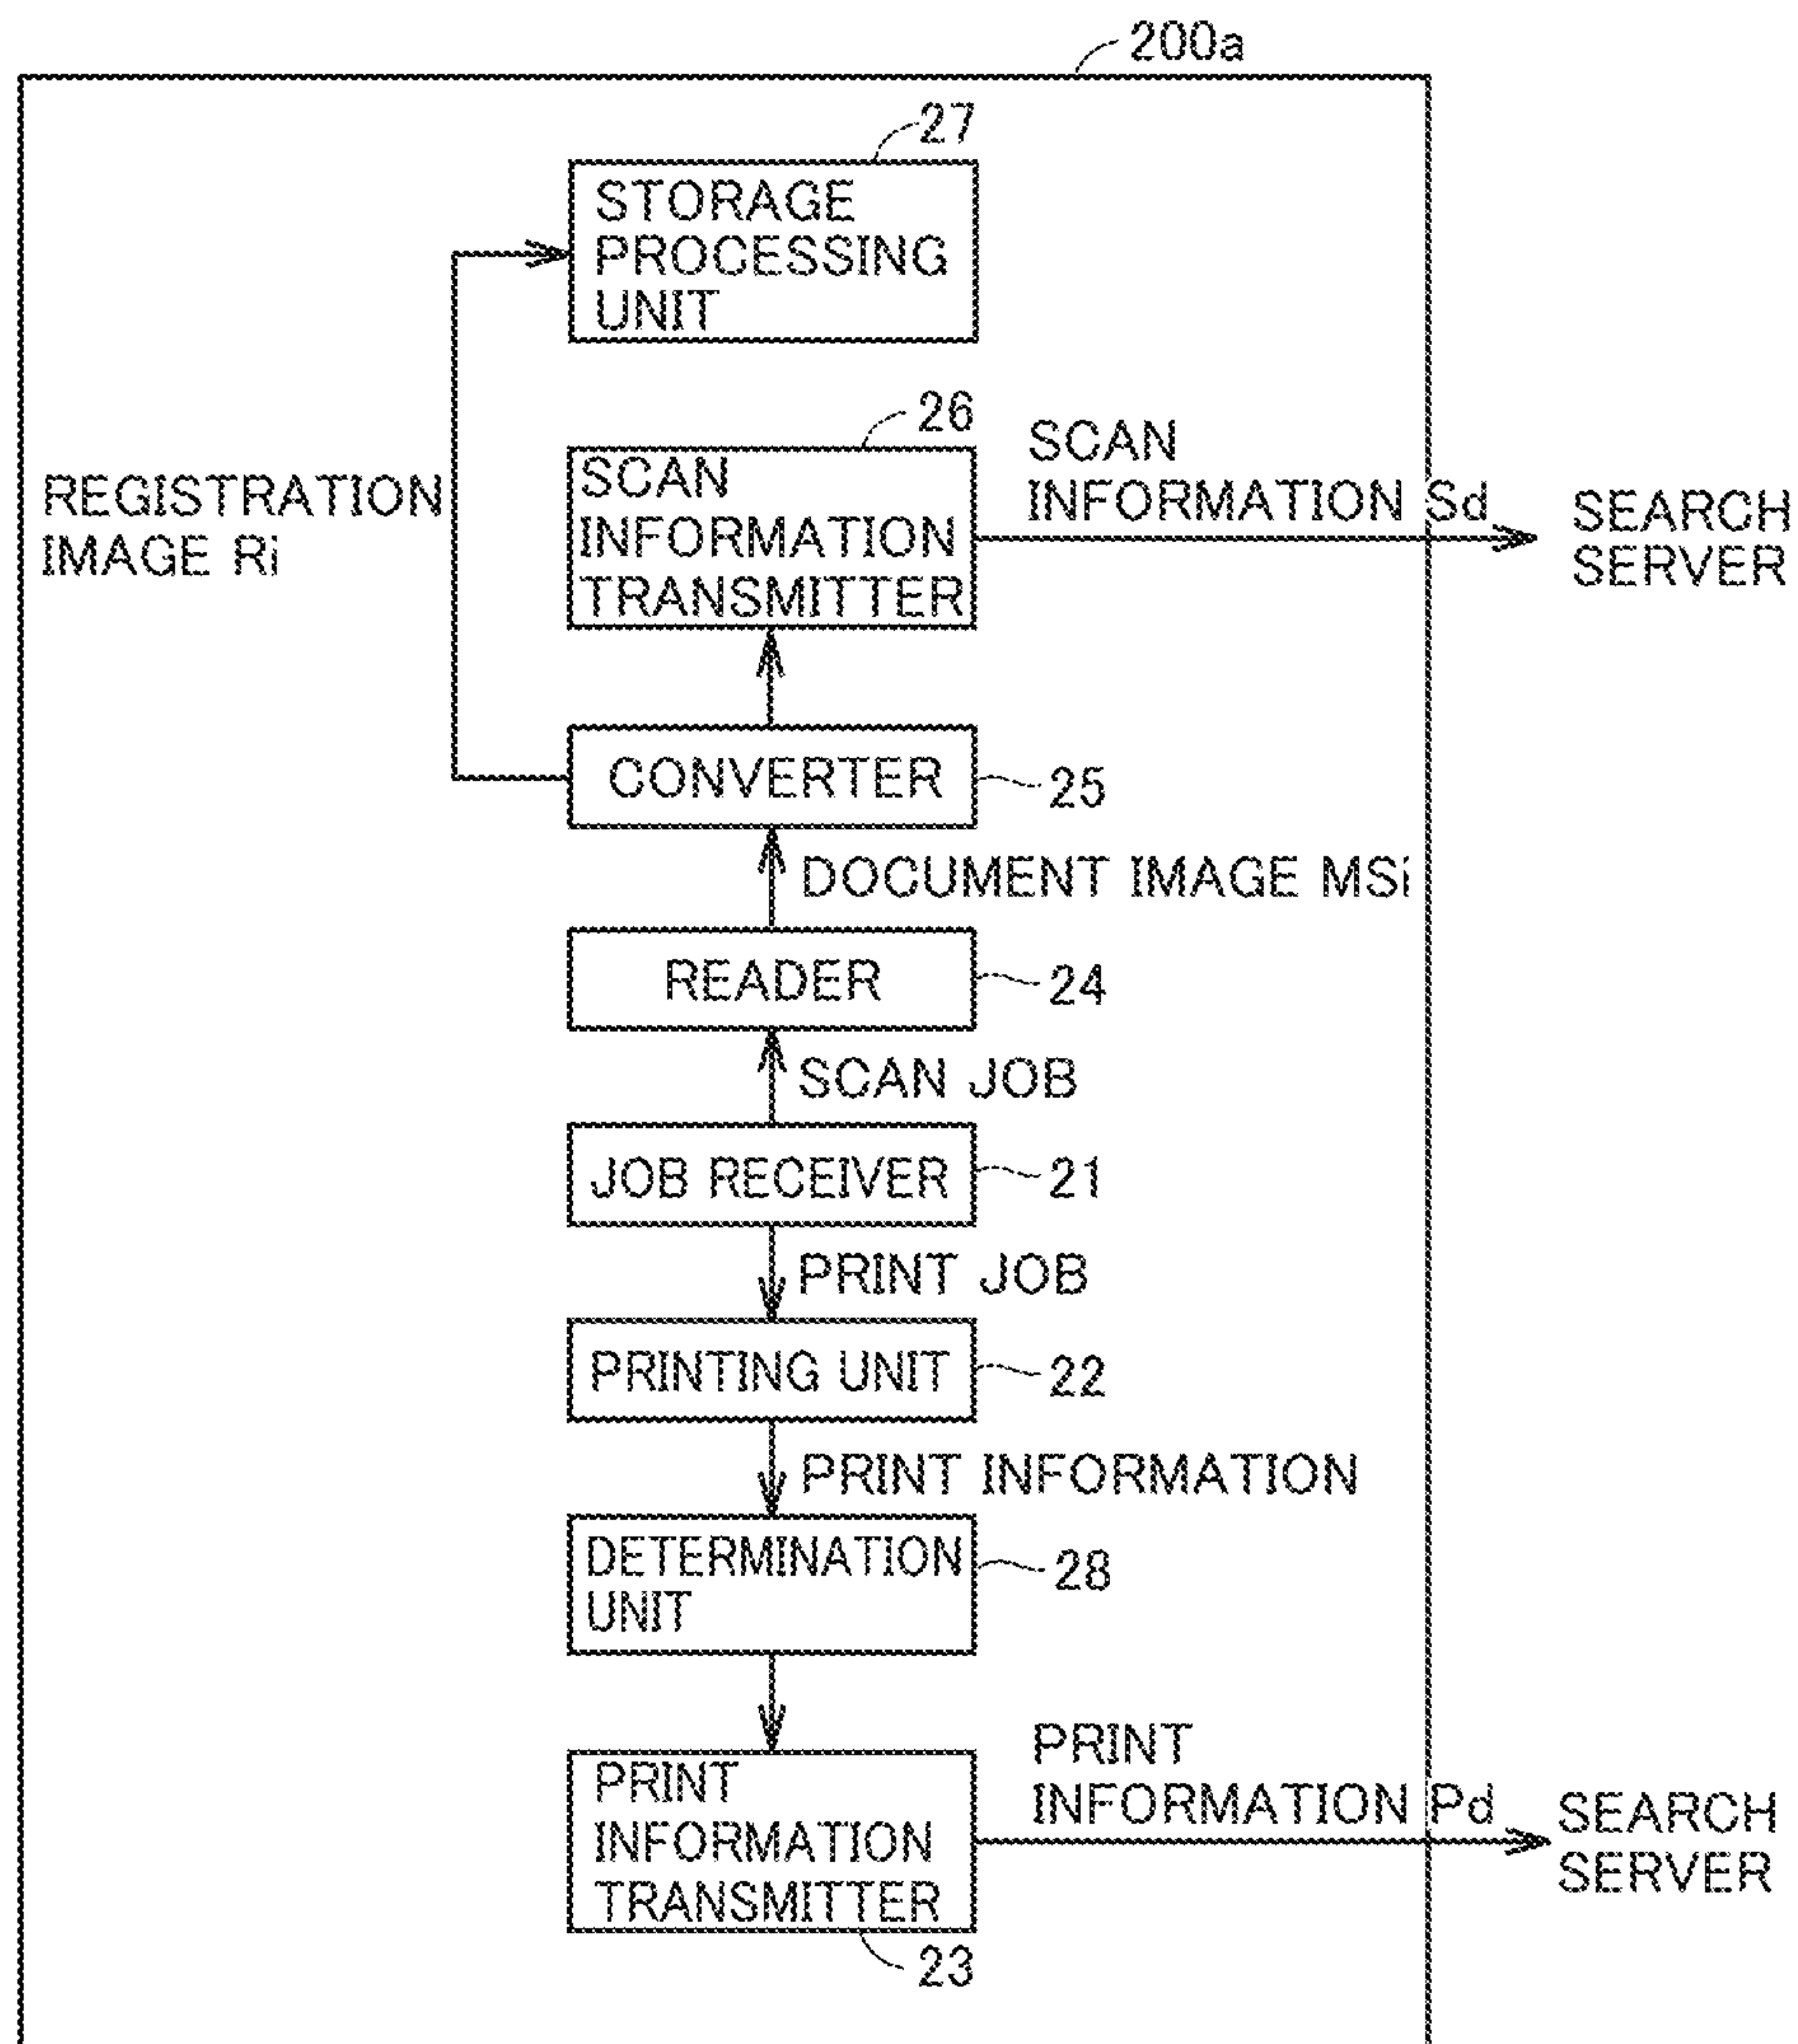 200a
27
STORAGE
PROCESSING
UNIT
26
SCAN
INFORMATION
TRANSMITTER
SCAN
INFORMATION Sd
SEARCH
SERVER
REGISTRATION
IMAGE Ri
CONVERTER
25
DOCUMENT IMAGE MSi
READER
24
SCAN JOB
JOB RECEIVER
21
PRINT JOB
PRINTING UNIT
22
PRINT INFORMATION
DETERMINATION
UNIT
28
PRINT
INFORMATION
TRANSMITTER
23
PRINT
INFORMATION Pd
SEARCH
SERVER